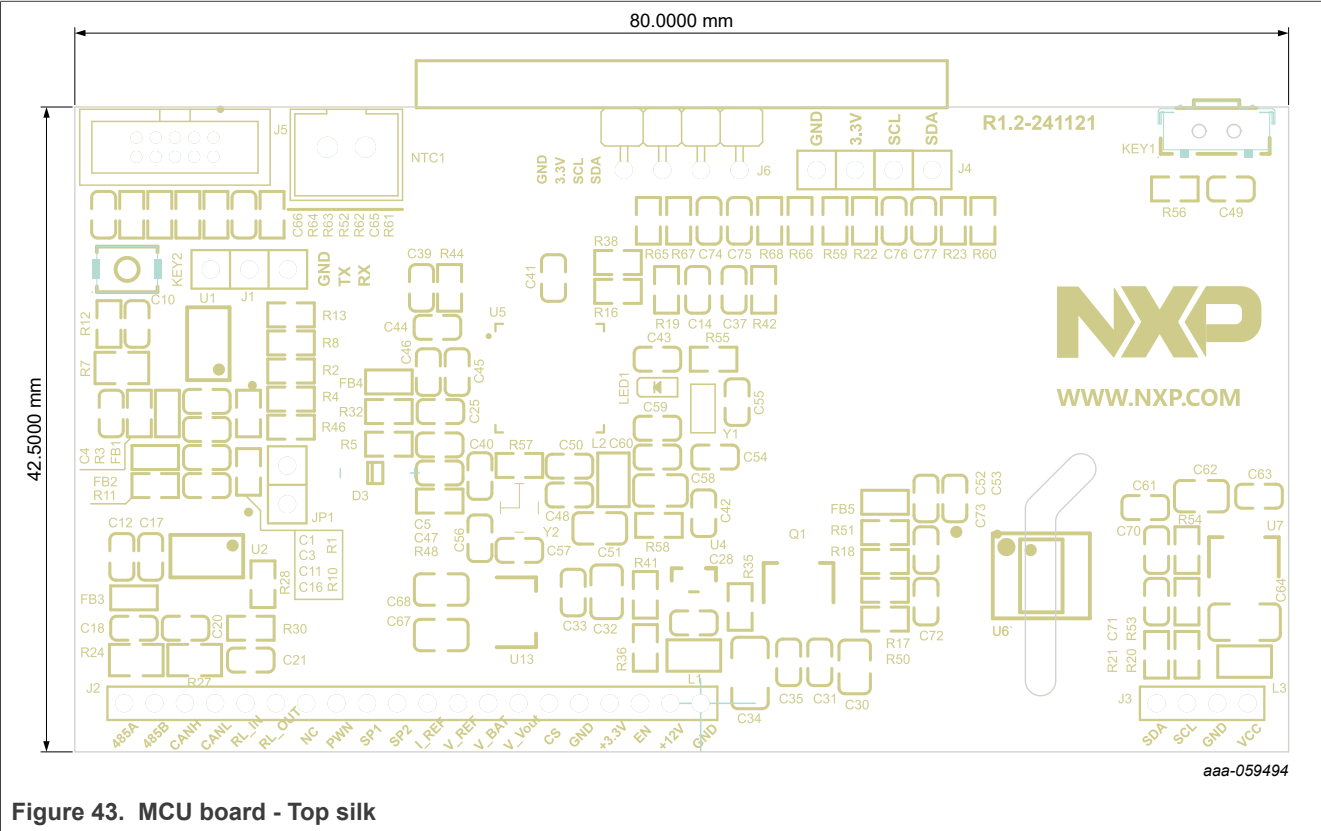 80.0000 mm
42.5000 mm
J5
NTC1
GND
3.3V
SCL
SDA
J6
GND
3.3V
SCL
SDA
J4
R1.2-241121
KEY1
R56
C49
C66
R64
R63
R52
R62
C65
R61
R65
R67
C74
C75
R68
R66
R59
R22
C76
C77
R23
R60
KEY2
J1
GND
TX
RX
C39
R44
C41
R38
R16
R19
C14
C37
R42
C10
U1
R12
R7
R13
R8
R2
R4
R46
C44
U5
C46
C45
FB4
R32
C25
R5
D3
C43
R55
LED1
C59
C55
Y1
NXP
WWW.NXP.COM
C4
R3
FB1
FB2
R11
JP1
C40
R57
C50
L2
C60
C54
C58
C48
C5
C47
R48
C56
Y2
C57
C51
R58
C42
U4
C28
Q1
FB5
R51
R18
C52
C53
C73
C61
C62
C63
C70
R54
U7
C12
C17
U2
C1
C3
C11
C16
R1
R10
R28
FB3
C18
C20
R30
R24
R27
C21
C68
C67
U13
C33
C32
R41
R36
R35
L1
C34
C35
C31
C30
R17
R50
C72
U6
C71
R53
R21
R20
C64
L3
J2
485A
485B
CANH
CANL
RL_IN
RL_OUT
NC
PWN
SP1
SP2
I_REF
V_REF
V_BAT
V_Vout
CS
GND
+3.3V
EN
+12V
GND
J3
SDA
SCL
GND
VCC
aaa-059494
Figure 43. MCU board - Top silk